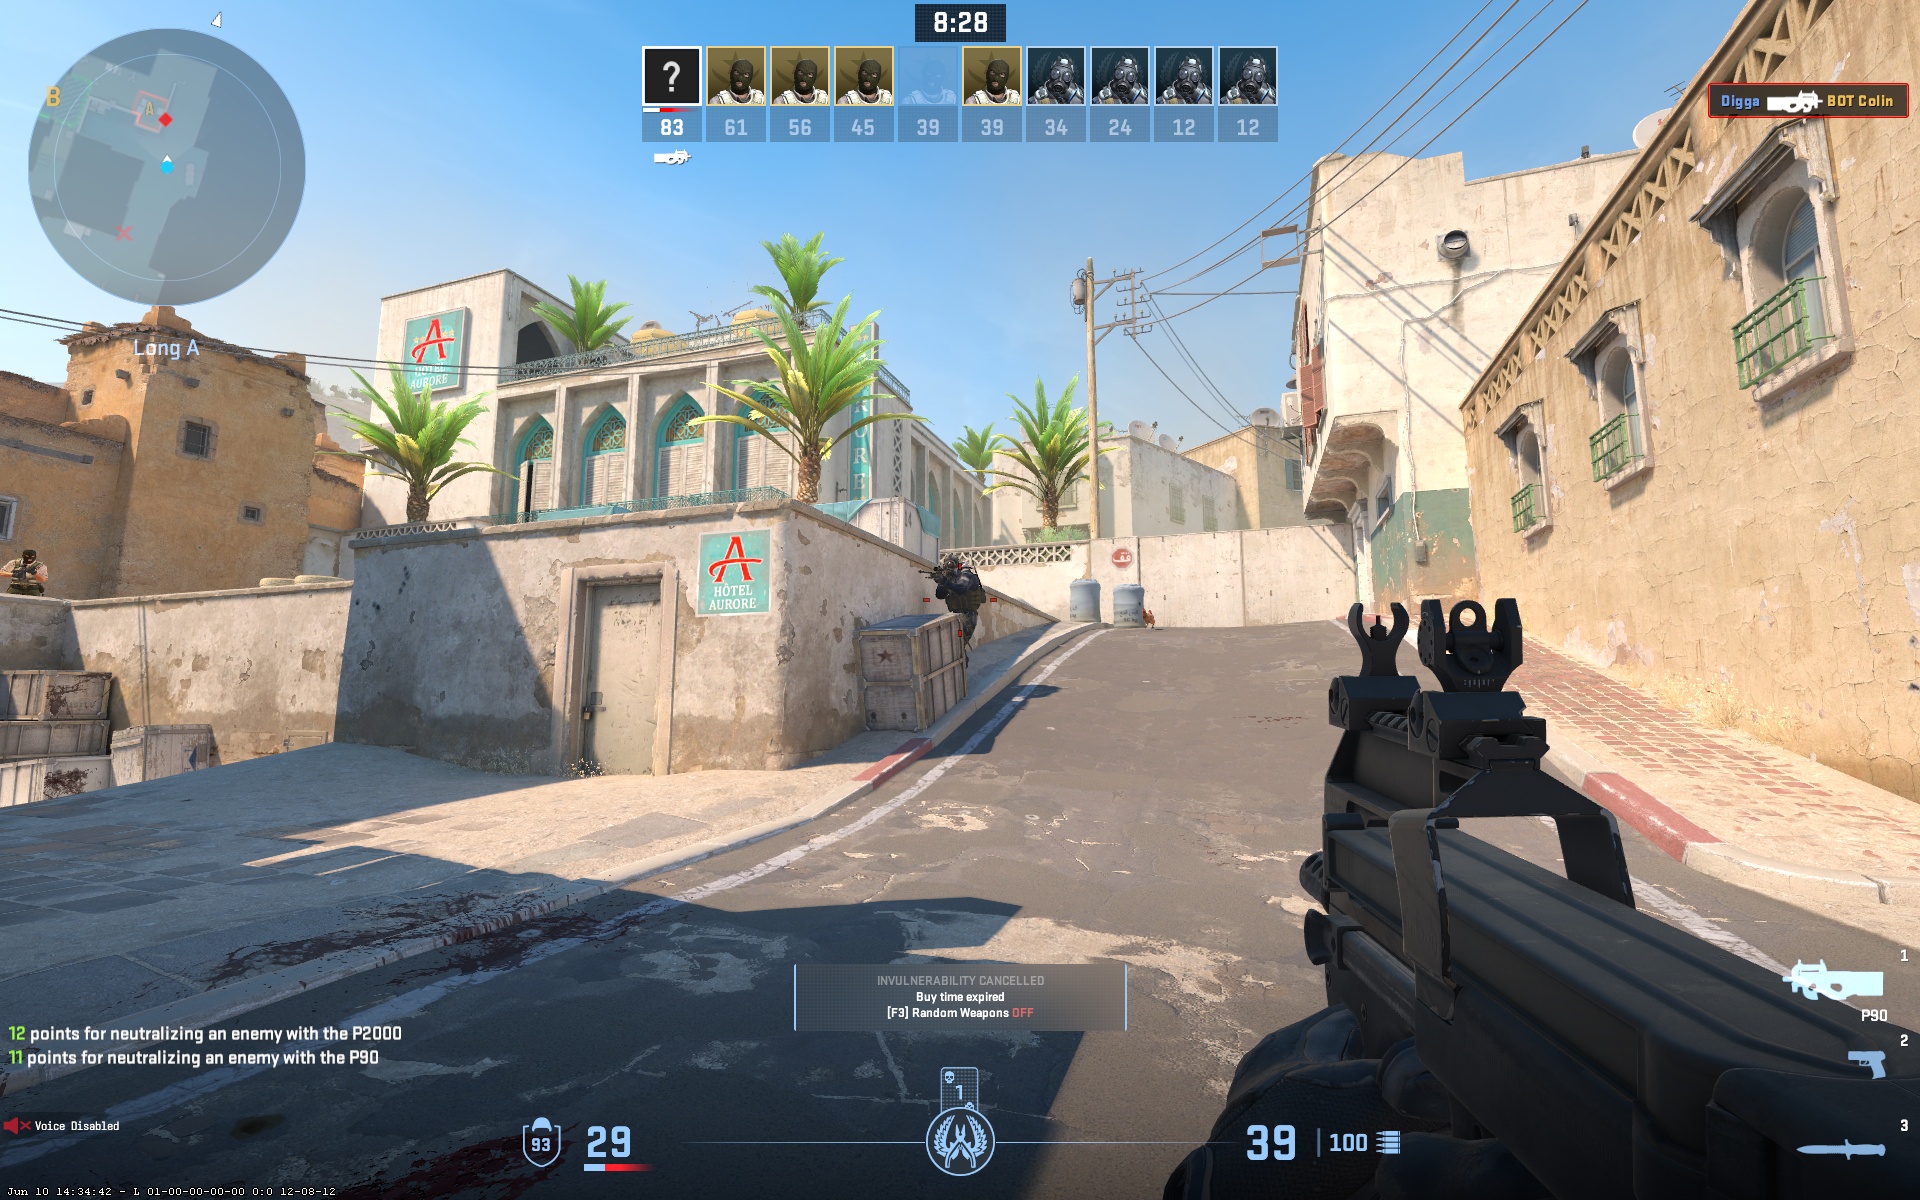 8:28
?
83 61 56 45 39 39 34 24 12 12
B
A
Digga BOT Colin
Long A
A
HÔTEL
AURORE
A
HÔTEL
AURORE
1
P90
2
3
INVULNERABILITY CANCELLED
Buy time expired
[F3] Random Weapons OFF
12 points for neutralizing an enemy with the P2000
11 points for neutralizing an enemy with the P90
Voice Disabled
93 29
1
39 | 100
Jun 10 14:34:42 - L 01-00-00-00-00 0:0 12-08-12